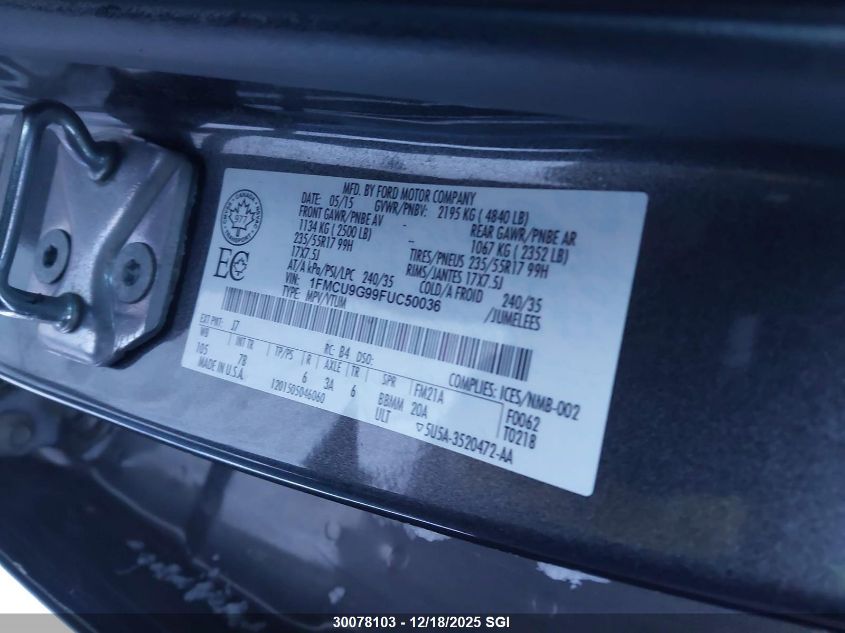 MFD. BY FORD MOTOR COMPANY
DATE: 05/15 GVWR/PNBV: 2195 KG ( 4840 LB)
FRONT GAWR/PNBE AV REAR GAWR/PNBE AR
1134 KG ( 2500 LB) - 1067 KG ( 2352 LB)
235/55R17 99H TIRES/PNEUS 235/55R17 99H
17X7.5J RIMS/JANTES 17X7.5J
AT/A kPa/PSI/LPC 240/35 COLD/A FROID 240/35
VIN: 1FMCU9G99FUC50036 /JUMELEES
TYPE: MPV/VTUM
CANADA
977
TRANSPORT
EC
EXT PNT: J7 RC: B4 DSO: COMPLIES: ICES/NMB-002
WB INT TR TP/PS R AXLE TR SPR FM21A F0062
105 7B 6 3A 6 BBMM 20A T0218
MADE IN U.S.A. 1201505046060 ULT ▽5U5A-3520472-AA
30078103 - 12/18/2025 SGI